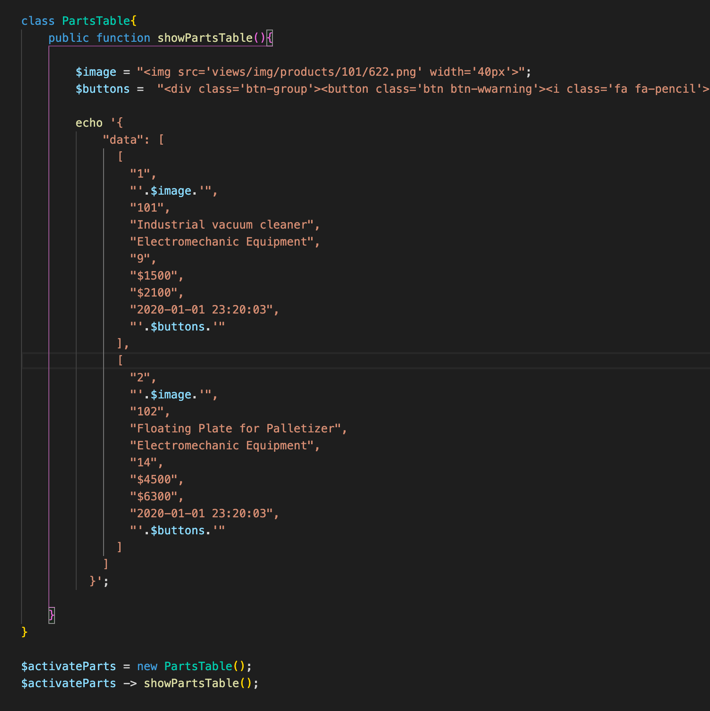 class PartsTable{
public function showPartsTable(){
$image = "<img src='views/img/products/101/622.png' width='40px'>";
$buttons =  "<div class='btn-group'><button class='btn btn-wwarning'><i class='fa fa-pencil'>
echo '{
"data": [
[
"1",
"'.$image.'",
"101",
"Industrial vacuum cleaner",
"Electromechanic Equipment",
"9",
"$1500",
"$2100",
"2020-01-01 23:20:03",
"'.$buttons.'"
],
[
"2",
"'.$image.'",
"102",
"Floating Plate for Palletizer",
"Electromechanic Equipment",
"14",
"$4500",
"$6300",
"2020-01-01 23:20:03",
"'.$buttons.'"
]
]
}';
}
}
$activateParts = new PartsTable();
$activateParts -> showPartsTable();